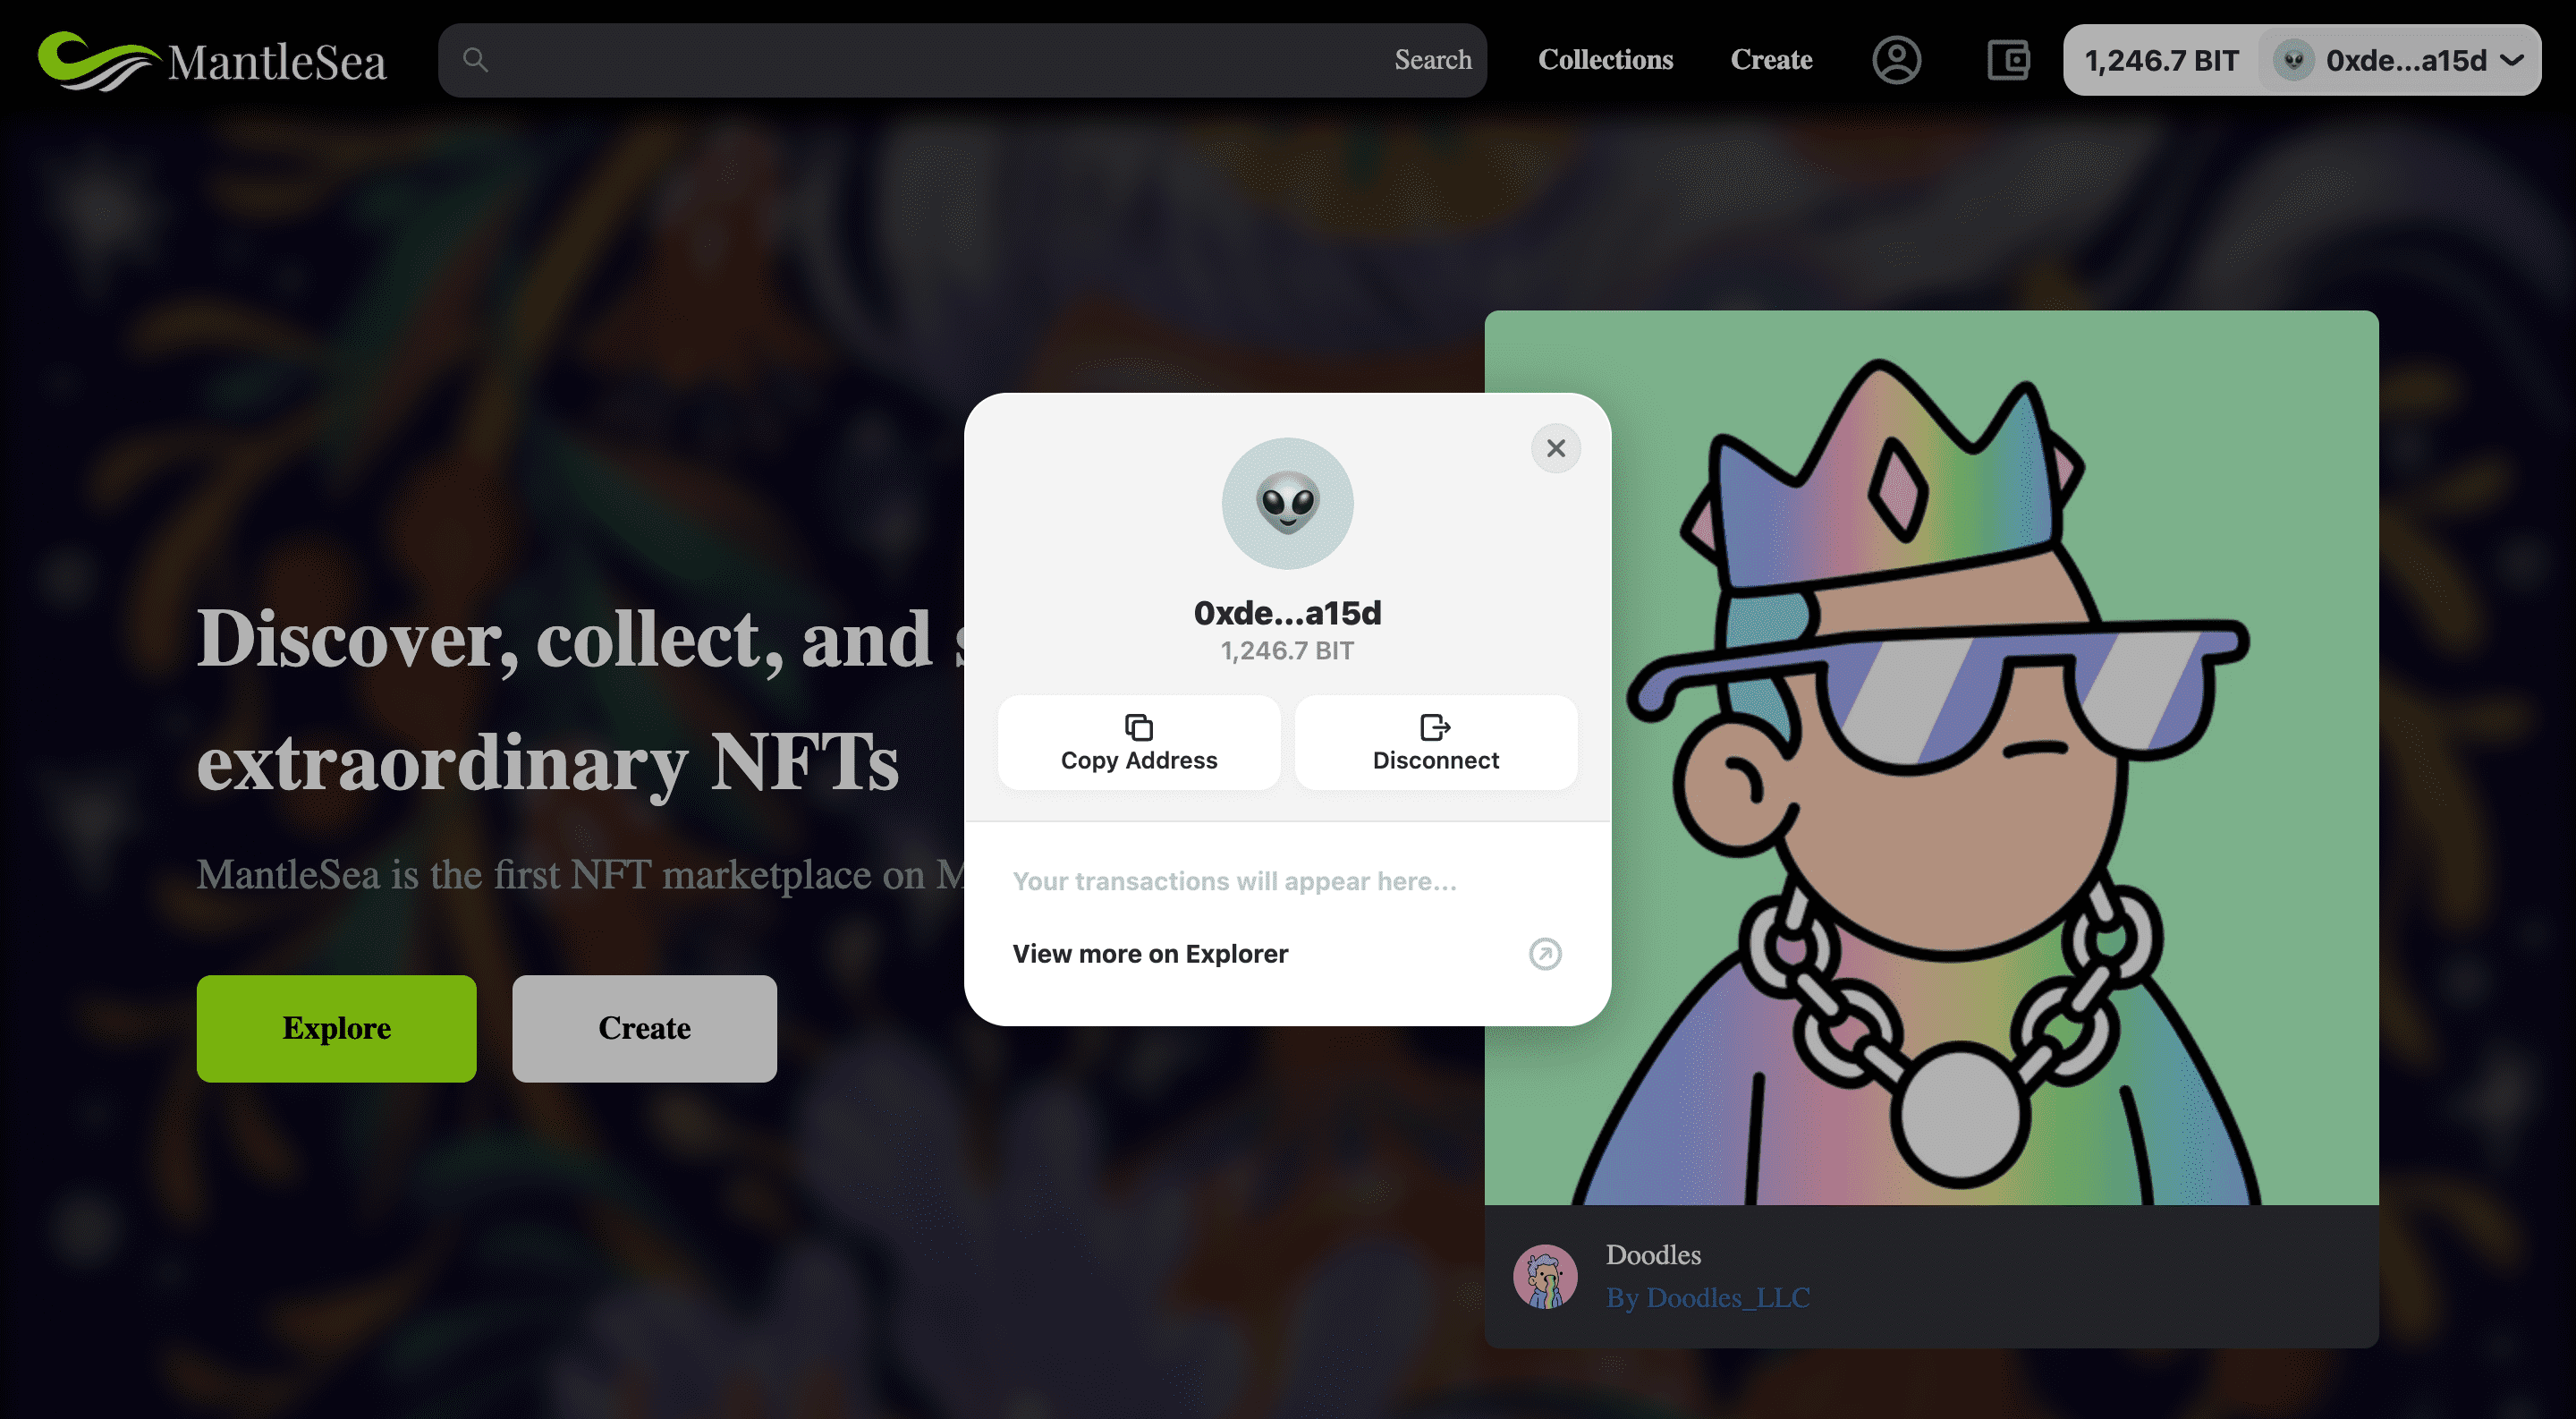 MantleSea
Search
Collections
Create
1,246.7 BIT
0xde...a15d
Discover, collect, and
extraordinary NFTs
MantleSea is the first NFT marketplace on
Explore
Create
0xde...a15d
1,246.7 BIT
Copy Address
Disconnect
Your transactions will appear here...
View more on Explorer
Doodles
By Doodles_LLC